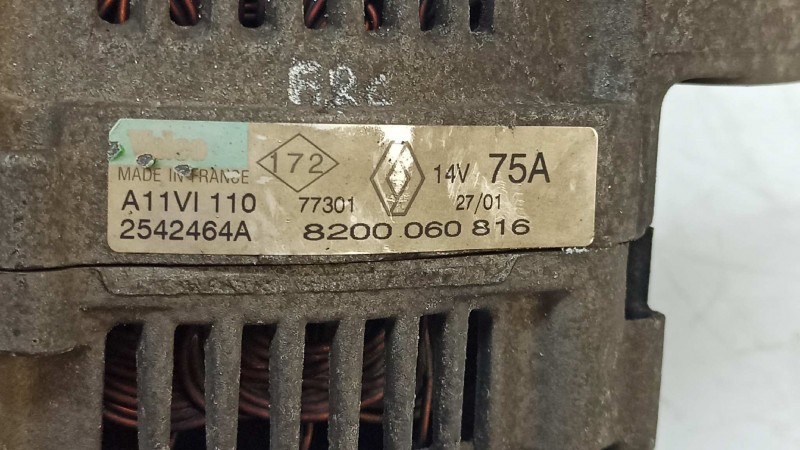 172
14V 75A
MADE IN FRANCE
A11VI 110 77301 27/01
2542464A 8200 060 816